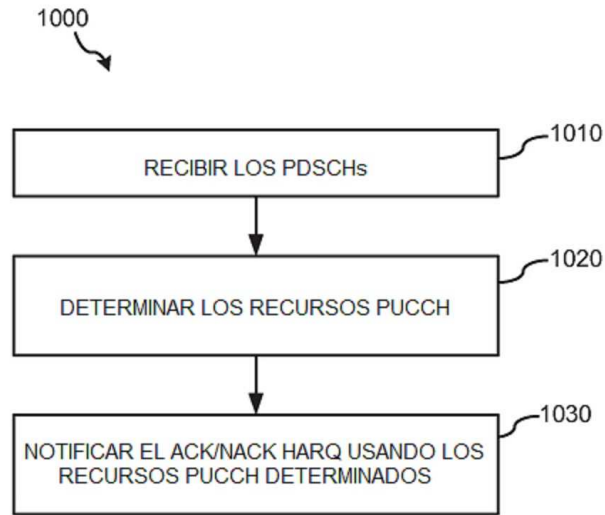 1000
1010
RECIBIR LOS PDSCHs
1020
DETERMINAR LOS RECURSOS PUCCH
1030
NOTIFICAR EL ACK/NACK HARQ USANDO LOS
RECURSOS PUCCH DETERMINADOS